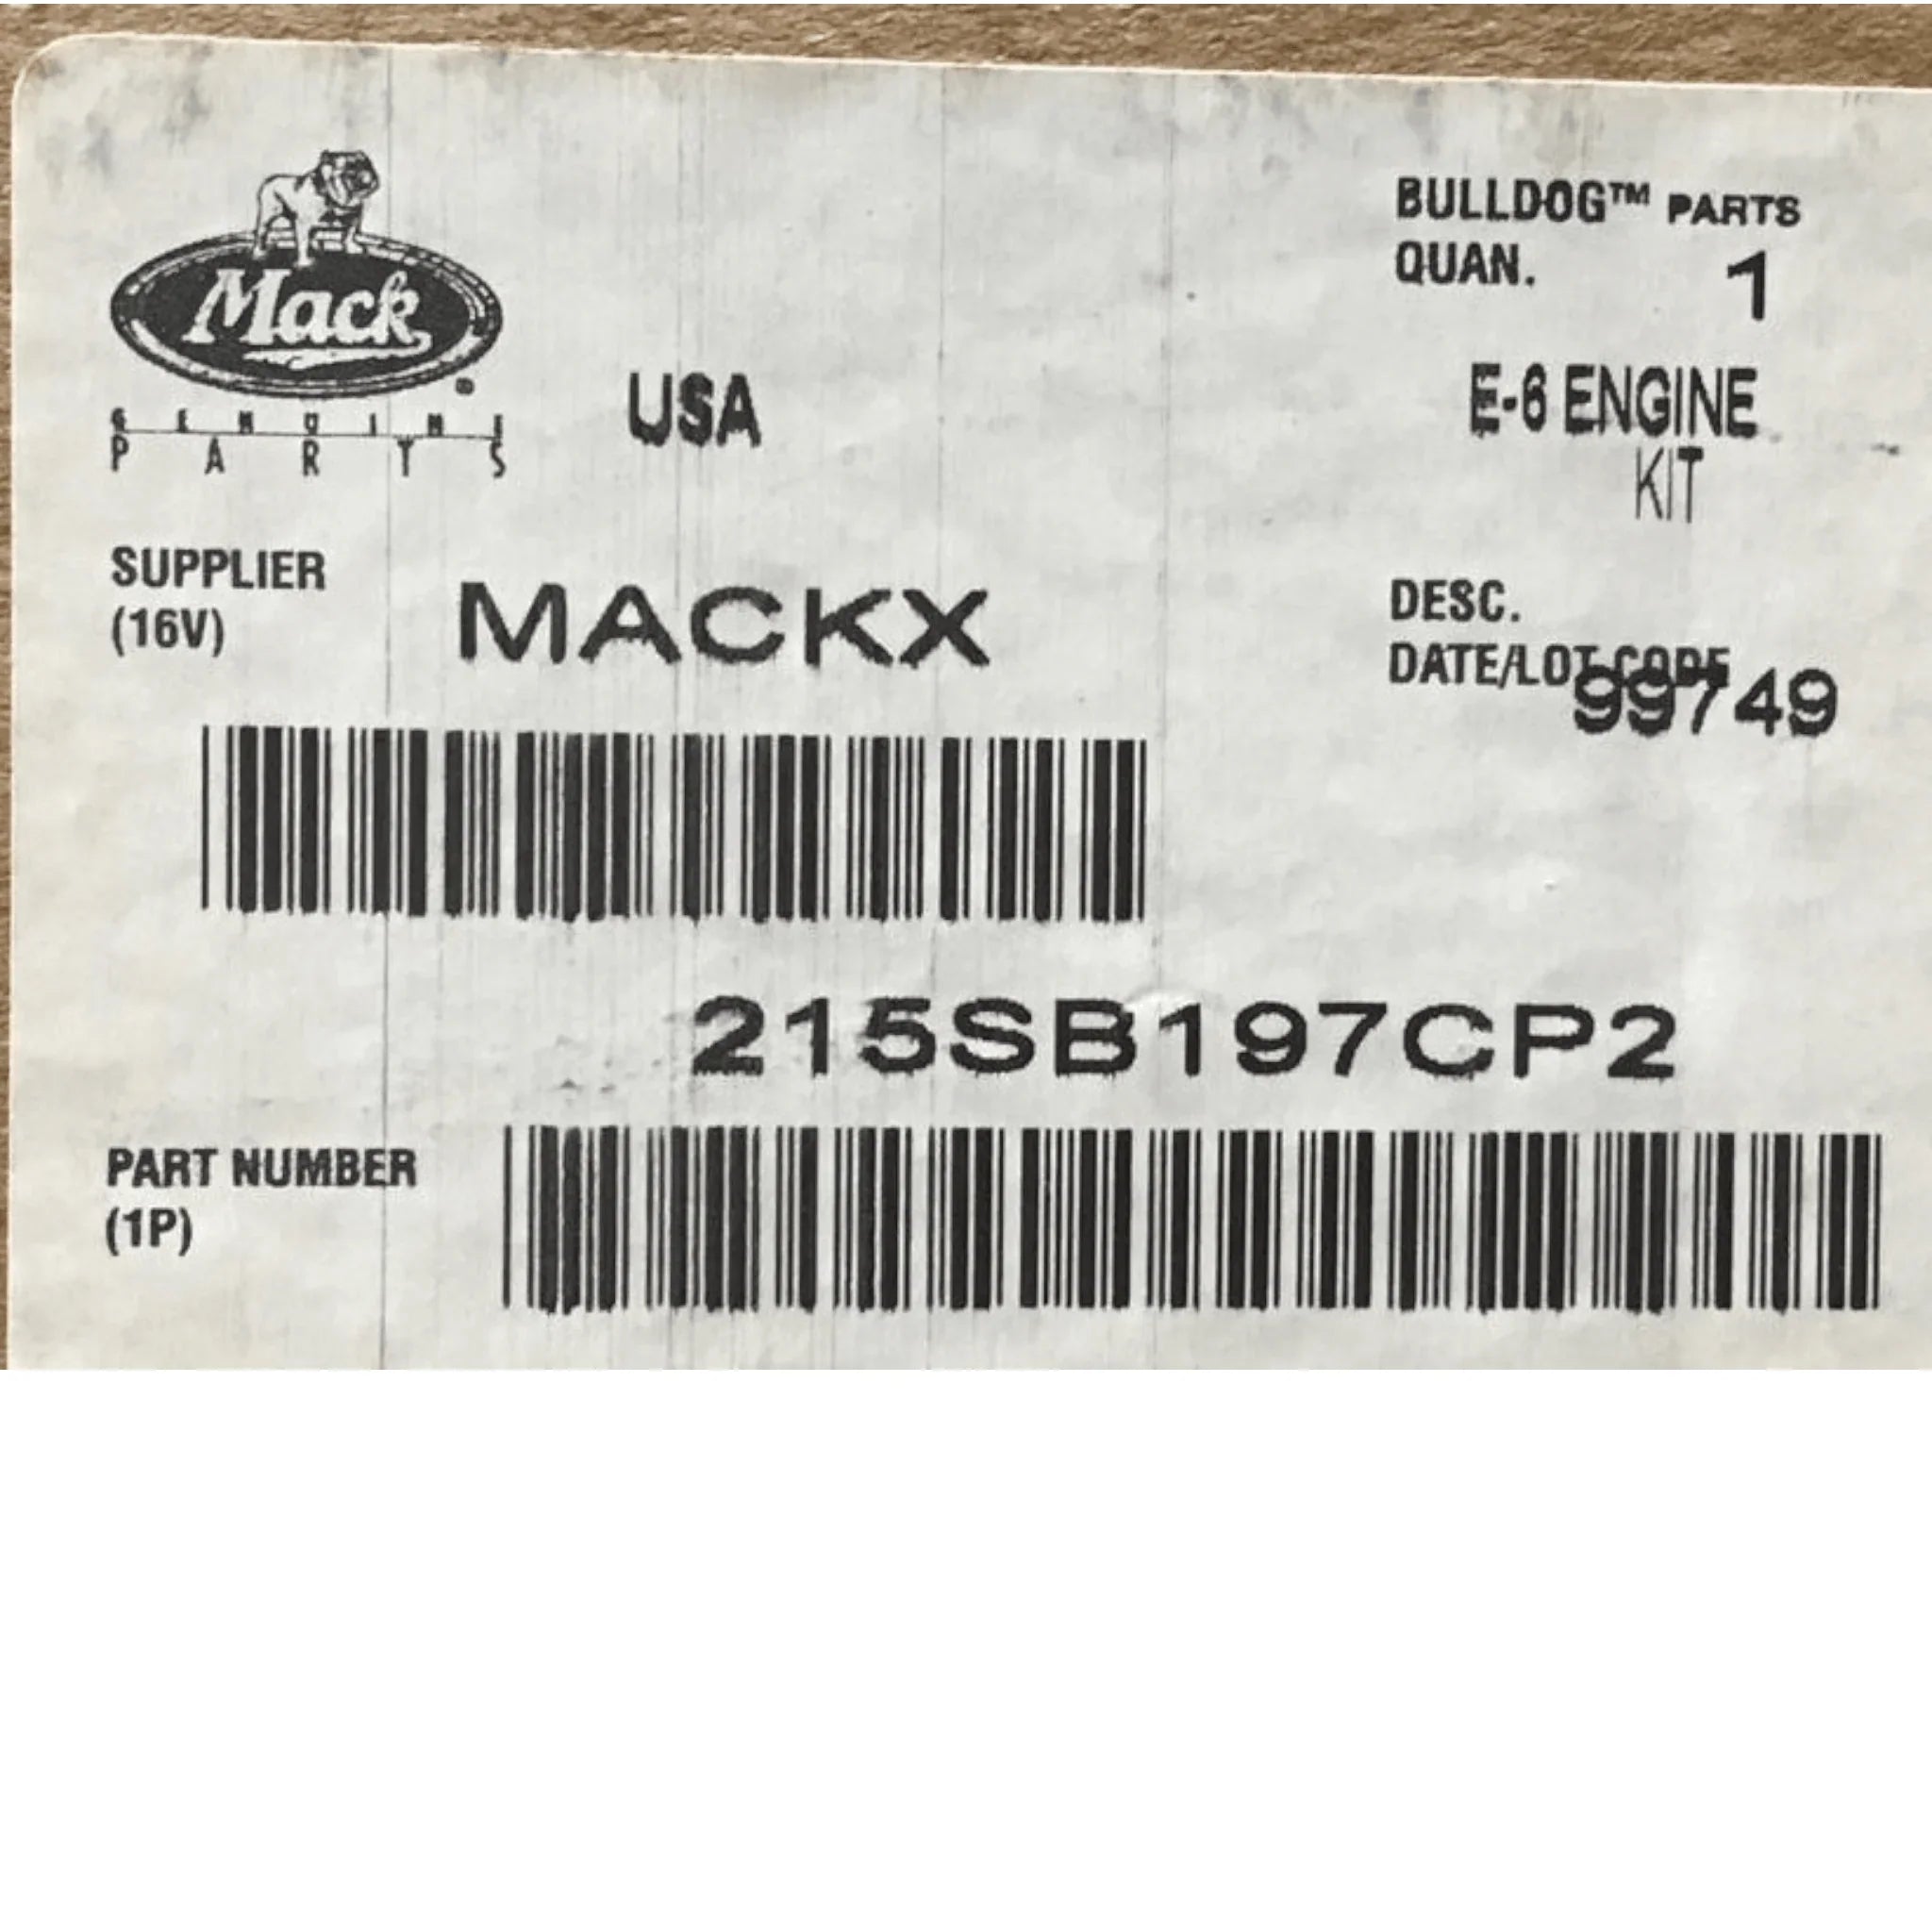 Mack
GENUINE
PARTS
USA
BULLDOG™ PARTS
QUAN. 1
E-6 ENGINE
KIT
SUPPLIER
(16V)
MACKX
DESC.
DATE/LOT CODE
99749
215SB197CP2
PART NUMBER
(1P)